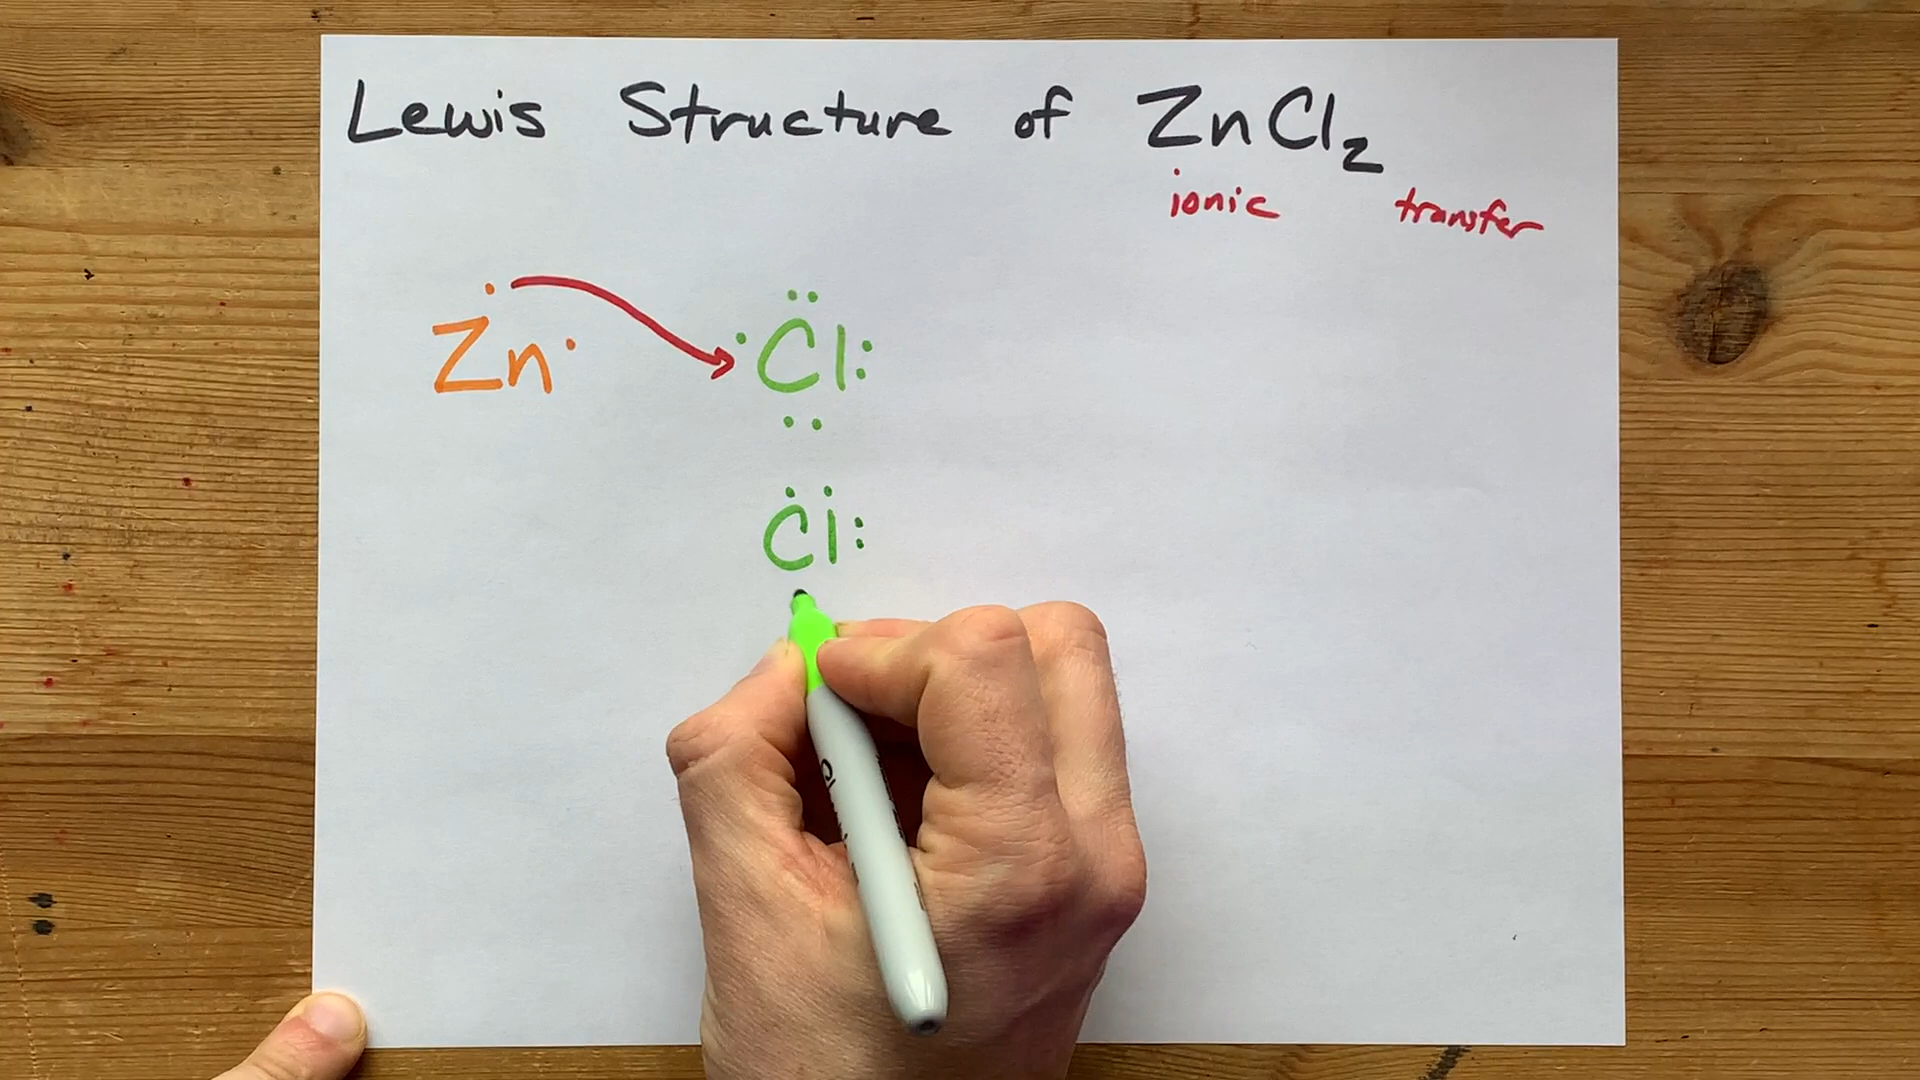 Lewis Structure of ZnCl₂
ionic transfer
Zn Cl
Cl